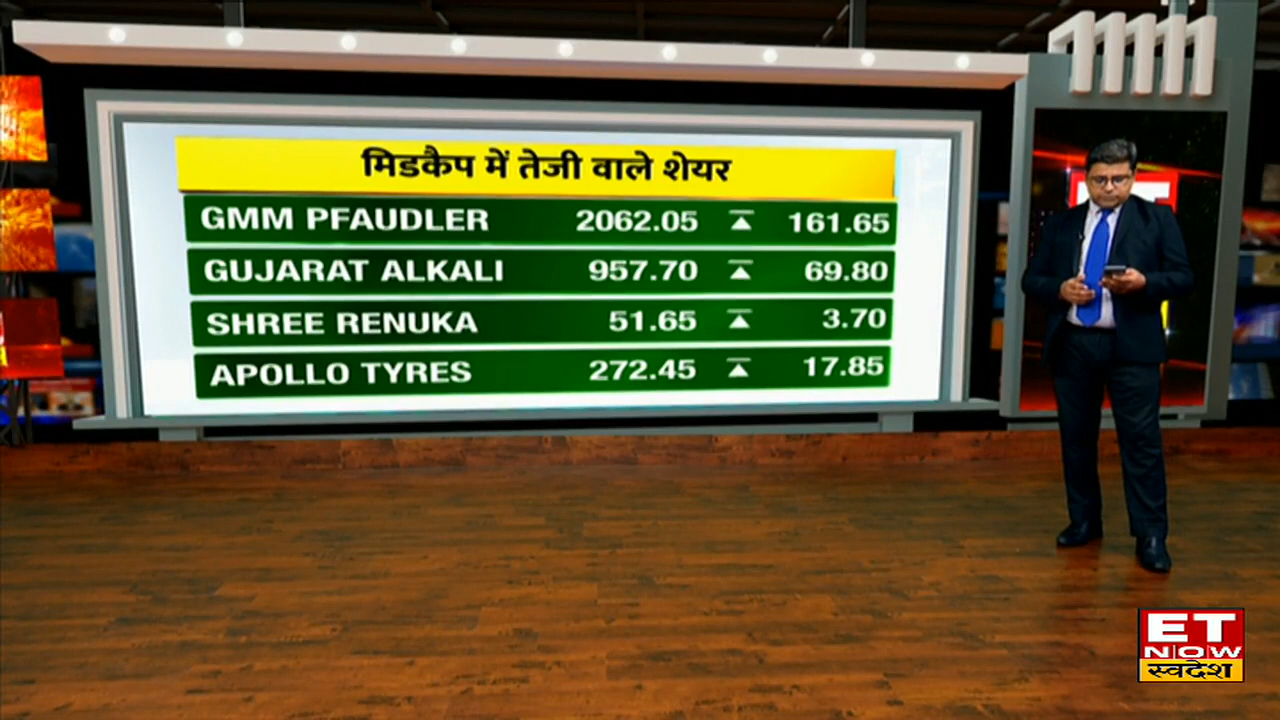 मिडकैप में तेजी वाले शेयर
GMM PFAUDLER 2062.05 161.65
GUJARAT ALKALI 957.70 69.80
SHREE RENUKA 51.65 3.70
APOLLO TYRES 272.45 17.85
ET
NOW
स्वदेश